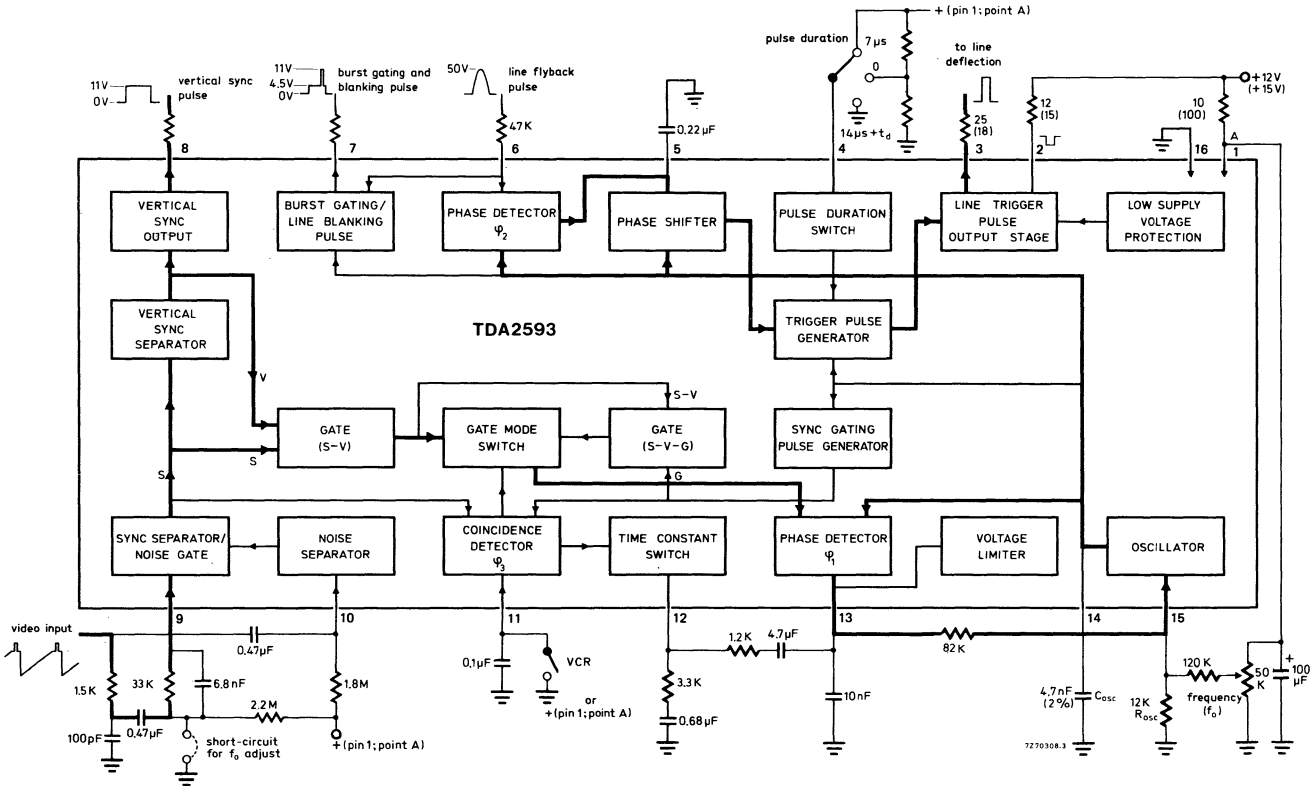 + (pin 1; point A)
pulse duration
7 μs
0
14μs+td
to line
deflection
+12V
(+15V)
11V
0V
vertical sync
pulse
11V
4.5V
0V
burst gating and
blanking pulse
50V
line flyback
pulse
47K
0.22μF
25
(18)
12
(15)
10
(100)
A
8
7
6
5
4
3
2
16
1
VERTICAL
SYNC
OUTPUT
BURST GATING/
LINE BLANKING
PULSE
PHASE DETECTOR
φ2
PHASE SHIFTER
PULSE DURATION
SWITCH
LINE TRIGGER
PULSE
OUTPUT STAGE
LOW SUPPLY
VOLTAGE
PROTECTION
VERTICAL
SYNC
SEPARATOR
TDA2593
TRIGGER PULSE
GENERATOR
V
S-V
GATE
(S-V)
GATE MODE
SWITCH
GATE
(S-V-G)
SYNC GATING
PULSE GENERATOR
S
S
G
SYNC SEPARATOR/
NOISE GATE
NOISE
SEPARATOR
COINCIDENCE
DETECTOR
φ3
TIME CONSTANT
SWITCH
PHASE DETECTOR
φ1
VOLTAGE
LIMITER
OSCILLATOR
9
10
11
12
13
14
15
video input
0.47μF
1.5K
33K
6.8nF
1.8M
2.2M
0.47μF
100pF
short-circuit
for fo adjust
+(pin 1; point A)
0,1μF
VCR
or
+(pin 1; point A)
1.2K
4.7μF
3.3K
0.68μF
82K
10nF
4.7nF
(2%)
Cosc
12K
Rosc
120K
frequency
(fo)
50
K
+
100
μF
7Z70308.3